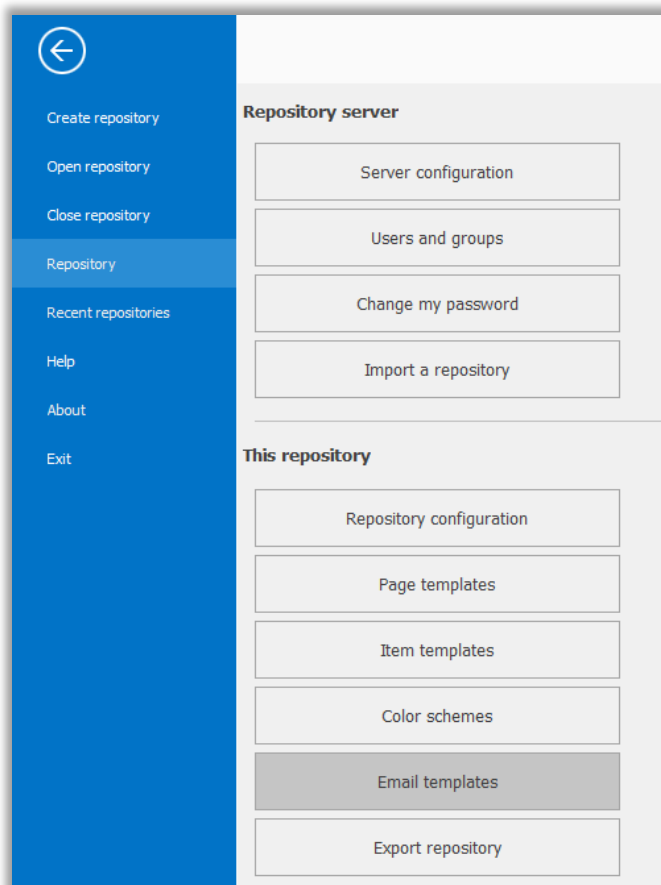 Create repository
Open repository
Close repository
Repository
Recent repositories
Help
About
Exit
Repository server
Server configuration
Users and groups
Change my password
Import a repository
This repository
Repository configuration
Page templates
Item templates
Color schemes
Email templates
Export repository